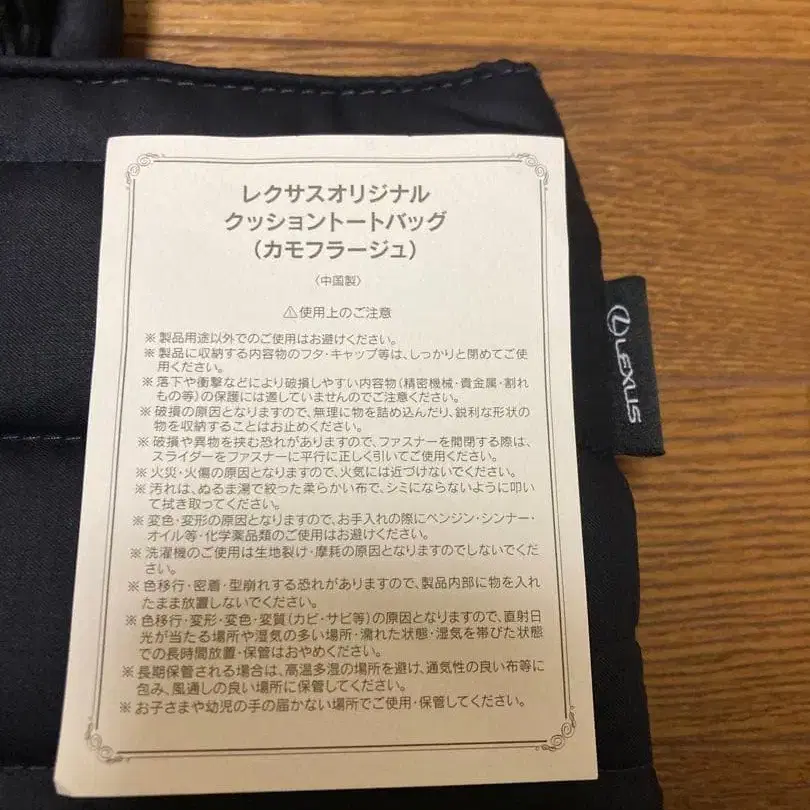 レクサスオリジナル
クッショントートバッグ
（カモフラージュ）
〈中国製〉
⚠使用上のご注意
※製品用途以外でのご使用はお避けください。
※製品に収納する内容物のフタ・キャップ等は、しっかりと閉めてご使
用ください。
※落下や衝撃などにより破損しやすい内容物(精密機械・貴金属・割れ
もの等)の保護には適していませんのでご注意ください。
※破損の原因となりますので、無理に物を詰め込んだり、鋭利な形状の
物を収納することはお止めください。
※破損や異物を挟む恐れがありますので、ファスナーを開閉する際は、
スライダーをファスナーに平行に正しく引いてご使用ください。
※火災・火傷の原因となりますので、火気には近づけないでください。
※汚れは、ぬるま湯で絞った柔らかい布で、シミにならないように叩い
て拭き取ってください。
※変色・変形の原因となりますので、お手入れの際にベンジン・シンナー・
オイル等・化学薬品類のご使用はお避けください。
※洗濯機のご使用は生地裂け・摩耗の原因となりますのでしないでくだ
さい。
※色移行・密着・型崩れする恐れがありますので、製品内部に物を入れ
たまま放置しないでください。
※色移行・変形・変色・変質(カビ・サビ等)の原因となりますので、直射日
光が当たる場所や湿気の多い場所・濡れた状態・湿気を帯びた状態
での長時間放置・保管はおやめください。
※長期保管される場合は、高温多湿の場所を避け、通気性の良い布等に
包み、風通しの良い場所に保管してください。
※お子さまや幼児の手の届かない場所でご使用・保管してください。
LEXUS